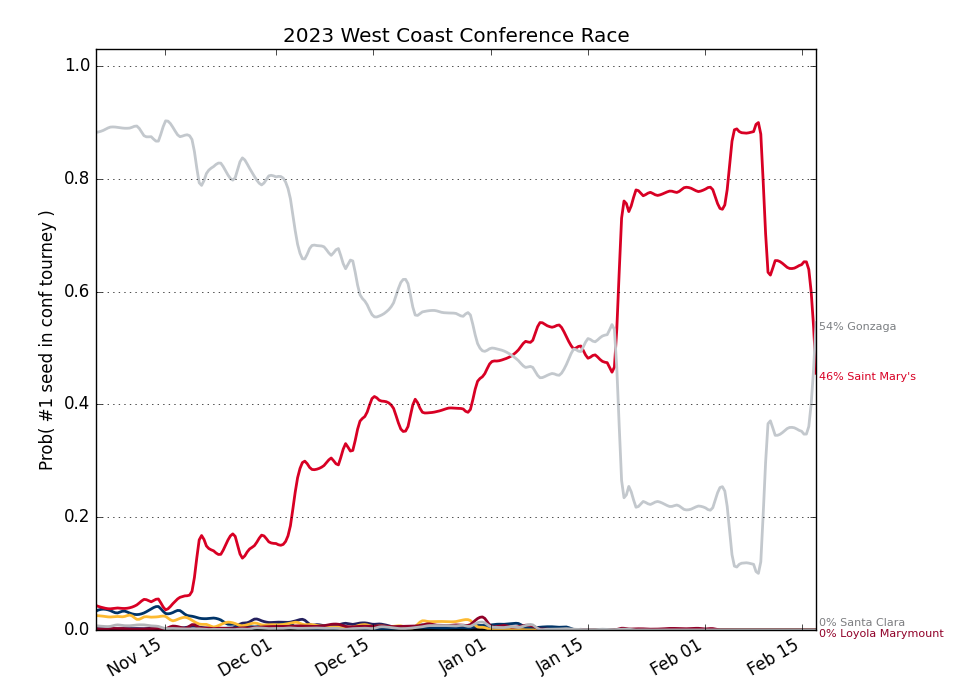 2023 West Coast Conference Race
Prob( #1 seed in conf tourney )
1.0
0.8
0.6
0.4
0.2
0.0
Nov 15
Dec 01
Dec 15
Jan 01
Jan 15
Feb 01
Feb 15
54% Gonzaga
46% Saint Mary's
0% Santa Clara
0% Loyola Marymount